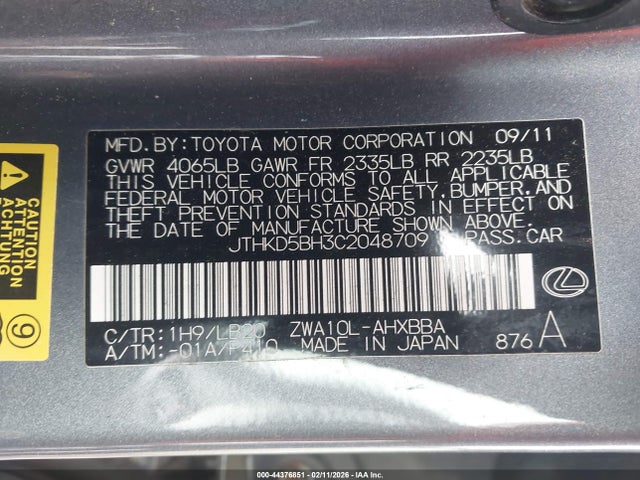 MFD.BY:TOYOTA MOTOR CORPORATION 09/11
GVWR 4065LB GAWR FR 2335LB RR 2235LB
THIS VEHICLE CONFORMS TO ALL APPLICABLE
FEDERAL MOTOR VEHICLE SAFETY, BUMPER, AND
THEFT PREVENTION STANDARDS IN EFFECT ON
THE DATE OF MANUFACTURE SHOWN ABOVE.
JTHKD5BH3C2048709 PASS.CAR
C/TR:1H9/LB20 ZWA10L-AHXBBA
A/TM:-01A/P410 MADE IN JAPAN 876 A
CAUTION
ACHTUNG
ATTENTION
9
000-44376851 - 02/11/2026 - IAA Inc.